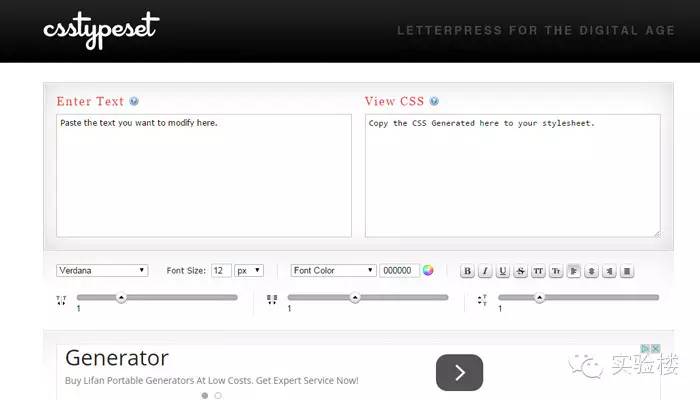 csstypeset
LETTERPRESS FOR THE DIGITAL AGE
Enter Text
View CSS
Paste the text you want to modify here.
Copy the CSS Generated here to your stylesheet.
Verdana Font Size: 12 px Font Color 000000 B I U S TT Tr
1 1 1
Generator
Buy Lifan Portable Generators At Low Costs. Get Expert Service Now!
实验楼